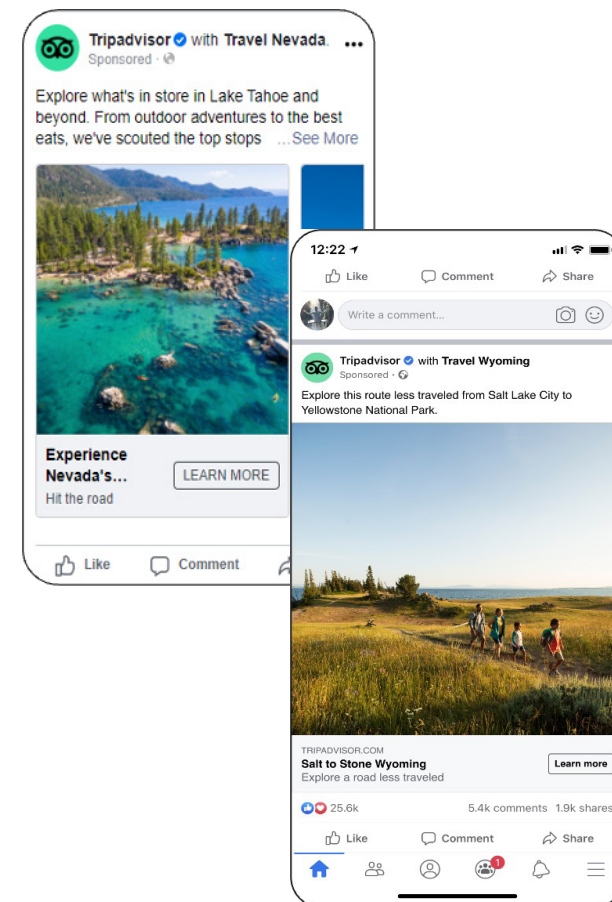 Tripadvisor with Travel Nevada.
Sponsored ·
Explore what's in store in Lake Tahoe and
beyond. From outdoor adventures to the best
eats, we've scouted the top stops ...See More
Experience
Nevada's...
Hit the road
LEARN MORE
Like Comment
12:22
Like Comment Share
Write a comment...
Tripadvisor with Travel Wyoming
Sponsored ·
Explore this route less traveled from Salt Lake City to
Yellowstone National Park.
TRIPADVISOR.COM
Salt to Stone Wyoming
Explore a road less traveled
Learn more
25.6k 5.4k comments 1.9k shares
Like Comment Share
1